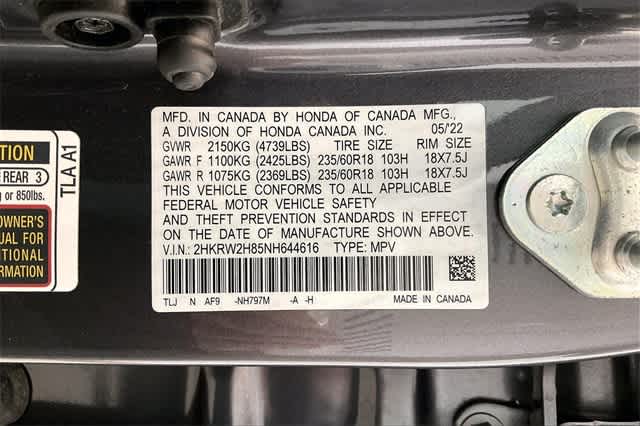 MFD. IN CANADA BY HONDA OF CANADA MFG.,
A DIVISION OF HONDA CANADA INC. 05/'22
GVWR 2150KG (4739LBS) TIRE SIZE RIM SIZE
GAWR F 1100KG (2425LBS) 235/60R18 103H 18X7.5J
GAWR R 1075KG (2369LBS) 235/60R18 103H 18X7.5J
THIS VEHICLE CONFORMS TO ALL APPLICABLE
FEDERAL MOTOR VEHICLE SAFETY
AND THEFT PREVENTION STANDARDS IN EFFECT
ON THE DATE OF MANUFACTURE SHOWN ABOVE.
V.I.N.: 2HKRW2H85NH644616 TYPE: MPV
TLJ N AF9 -NH797M -A -H MADE IN CANADA
TION
REAR 3
or 850lbs.
OWNER'S
UAL FOR
ITIONAL
RMATION
TLA A1